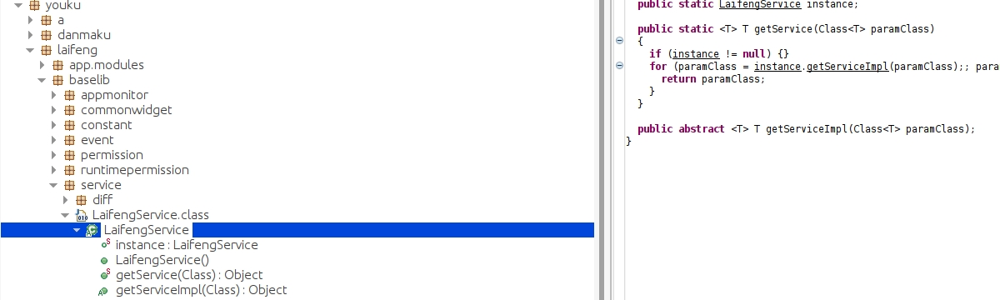 youku
a
danmaku
laifeng
app.modules
baselib
appmonitor
commonwidget
constant
event
permission
runtimepermission
service
diff
LaifengService.class
LaifengService
instance : LaifengService
LaifengService()
getService(Class) : Object
getServiceImpl(Class) : Object
public static LaifengService instance;
public static <T> T getService(Class<T> paramClass)
{
if (instance != null) {}
for (paramClass = instance.getServiceImpl(paramClass);; para
return paramClass;
}
}
public abstract <T> T getServiceImpl(Class<T> paramClass);
}